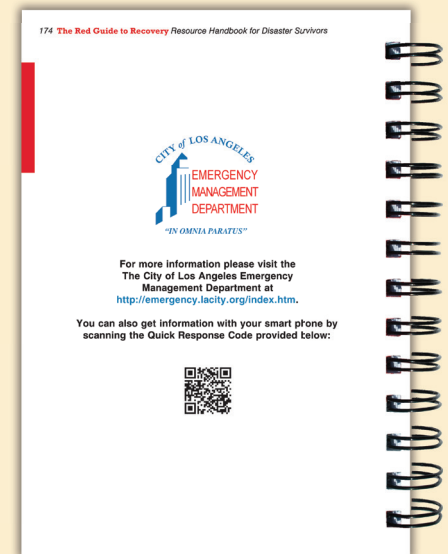 174 The Red Guide to Recovery Resource Handbook for Disaster Survivors
CITY of LOS ANGELES
EMERGENCY
MANAGEMENT
DEPARTMENT
"IN OMNIA PARATUS"
For more information please visit the
The City of Los Angeles Emergency
Management Department at
http://emergency.lacity.org/index.htm.
You can also get information with your smart phone by
scanning the Quick Response Code provided below: